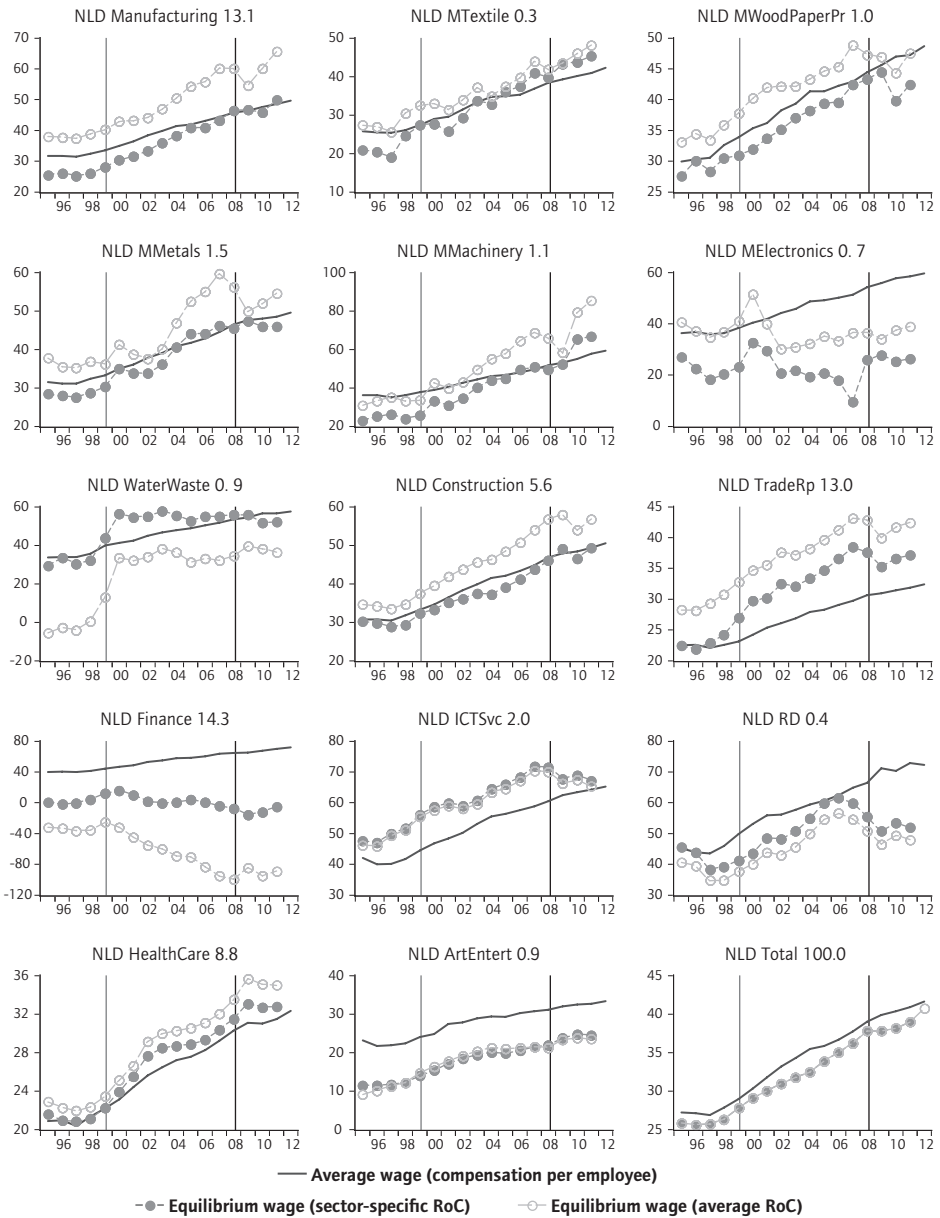 NLD Manufacturing 13.1
70
60
50
40
30
20
96 98 00 02 04 06 08 10 12
NLD MTextile 0.3
50
40
30
20
10
96 98 00 02 04 06 08 10 12
NLD MWoodPaperPr 1.0
50
45
40
35
30
25
96 98 00 02 04 06 08 10 12
NLD MMetals 1.5
60
50
40
30
20
96 98 00 02 04 06 08 10 12
NLD MMachinery 1.1
100
80
60
40
20
96 98 00 02 04 06 08 10 12
NLD MElectronics 0. 7
60
40
20
0
96 98 00 02 04 06 08 10 12
NLD WaterWaste 0. 9
60
40
20
0
-20
96 98 00 02 04 06 08 10 12
NLD Construction 5.6
60
50
40
30
20
96 98 00 02 04 06 08 10 12
NLD TradeRp 13.0
45
40
35
30
25
20
96 98 00 02 04 06 08 10 12
NLD Finance 14.3
80
40
0
-40
-80
-120
96 98 00 02 04 06 08 10 12
NLD ICTSvc 2.0
80
70
60
50
40
30
96 98 00 02 04 06 08 10 12
NLD RD 0.4
80
70
60
50
40
30
96 98 00 02 04 06 08 10 12
NLD HealthCare 8.8
36
32
28
24
20
96 98 00 02 04 06 08 10 12
NLD ArtEntert 0.9
40
30
20
10
0
96 98 00 02 04 06 08 10 12
NLD Total 100.0
45
40
35
30
25
96 98 00 02 04 06 08 10 12
Average wage (compensation per employee)
Equilibrium wage (sector-specific RoC) Equilibrium wage (average RoC)